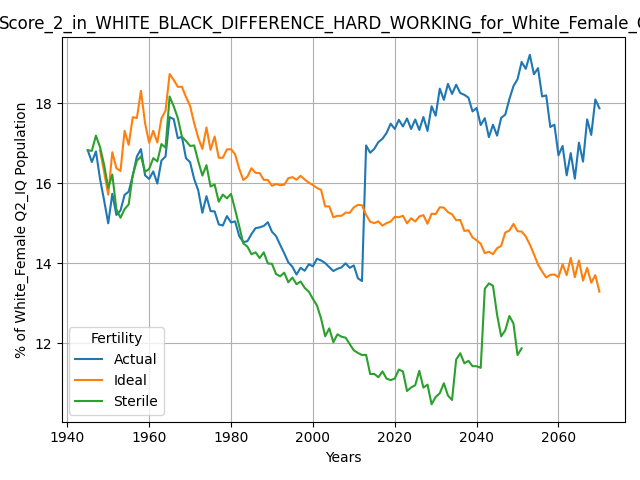 Score_2_in_WHITE_BLACK_DIFFERENCE_HARD_WORKING_for_White_Female_
% of White_Female Q2_IQ Population
18
16
14
12
Fertility
Actual
Ideal
Sterile
1940 1960 1980 2000 2020 2040 2060
Years